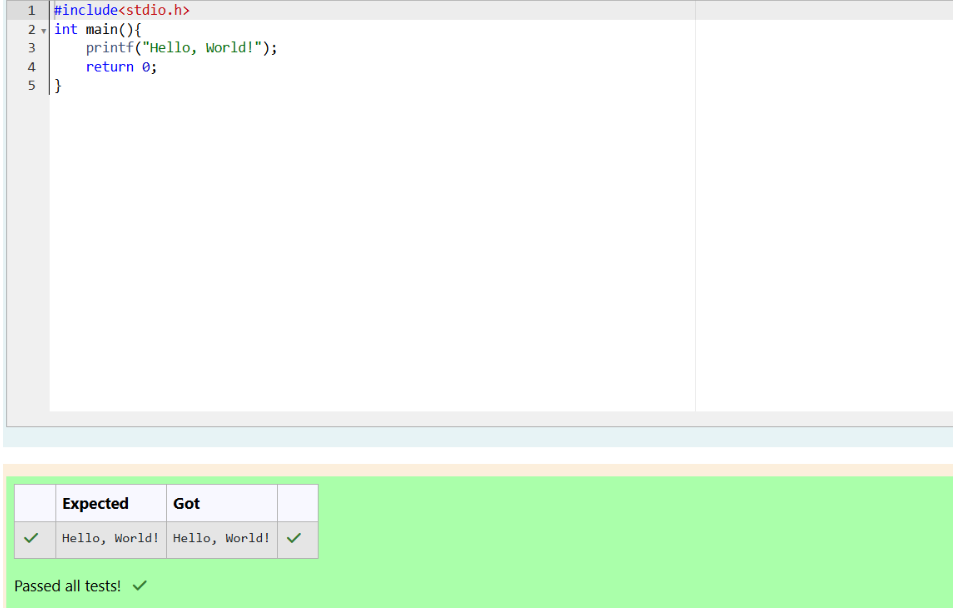 1 #include<stdio.h>
2 int main(){
3     printf("Hello, World!");
4     return 0;
5 }
Expected Got
Hello, World! Hello, World!
Passed all tests!